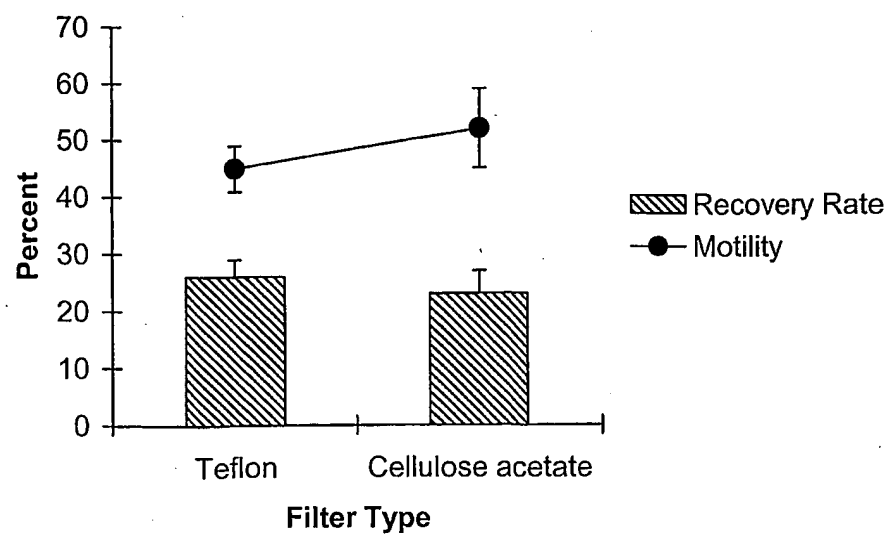 70
60
50
40
30
20
10
0
Percent
Teflon
Cellulose acetate
Filter Type
Recovery Rate
Motility